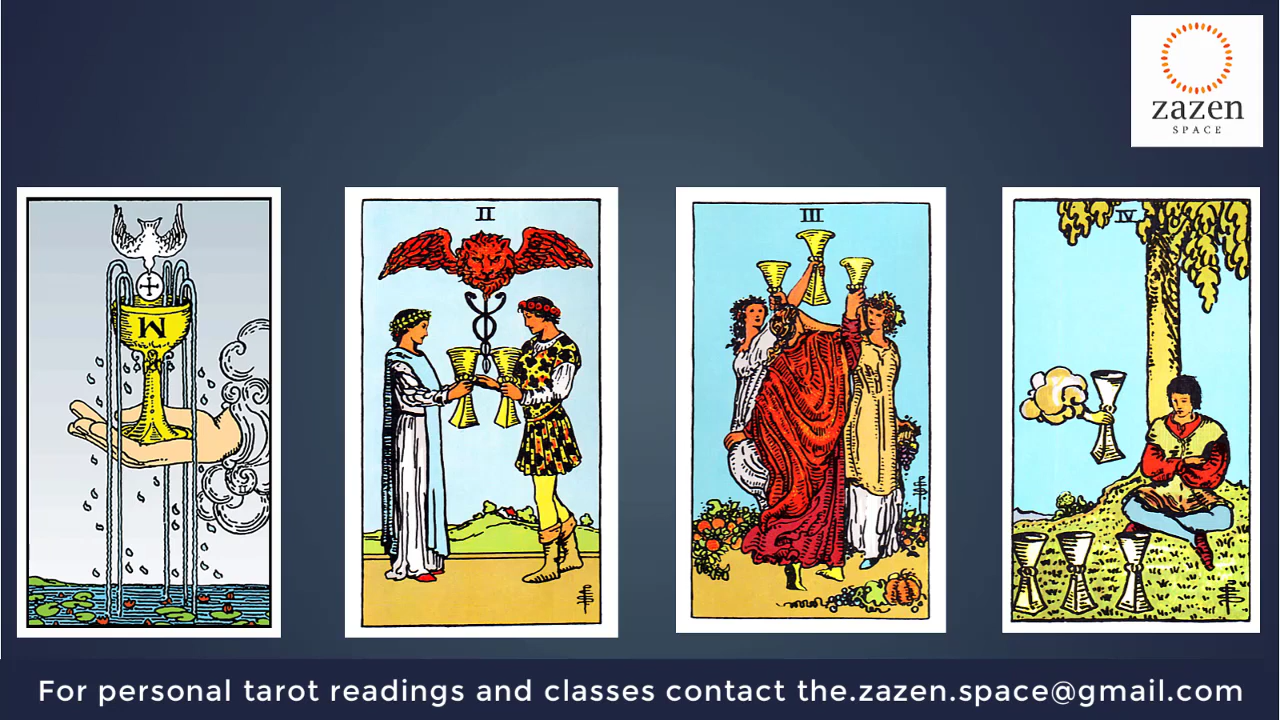 zazen
SPACE
II
III
IV
W
For personal tarot readings and classes contact the.zazen.space@gmail.com